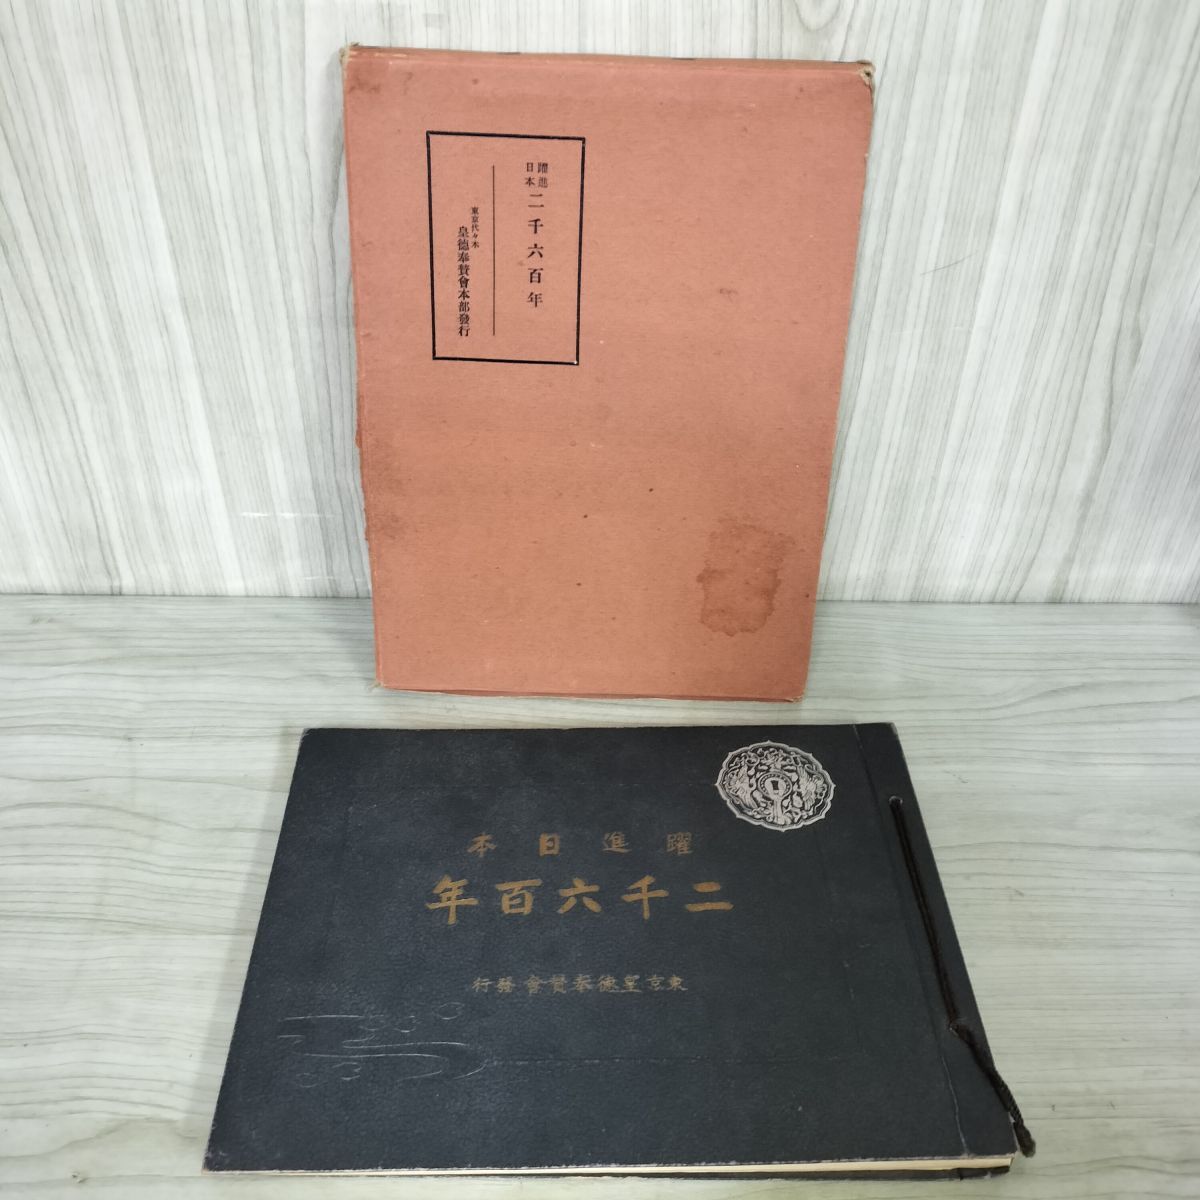 躍進日本二千六百年
東京代々木
皇德奉賛會本部發行
躍進日本
二千六百年
東京皇徳奉賛會發行